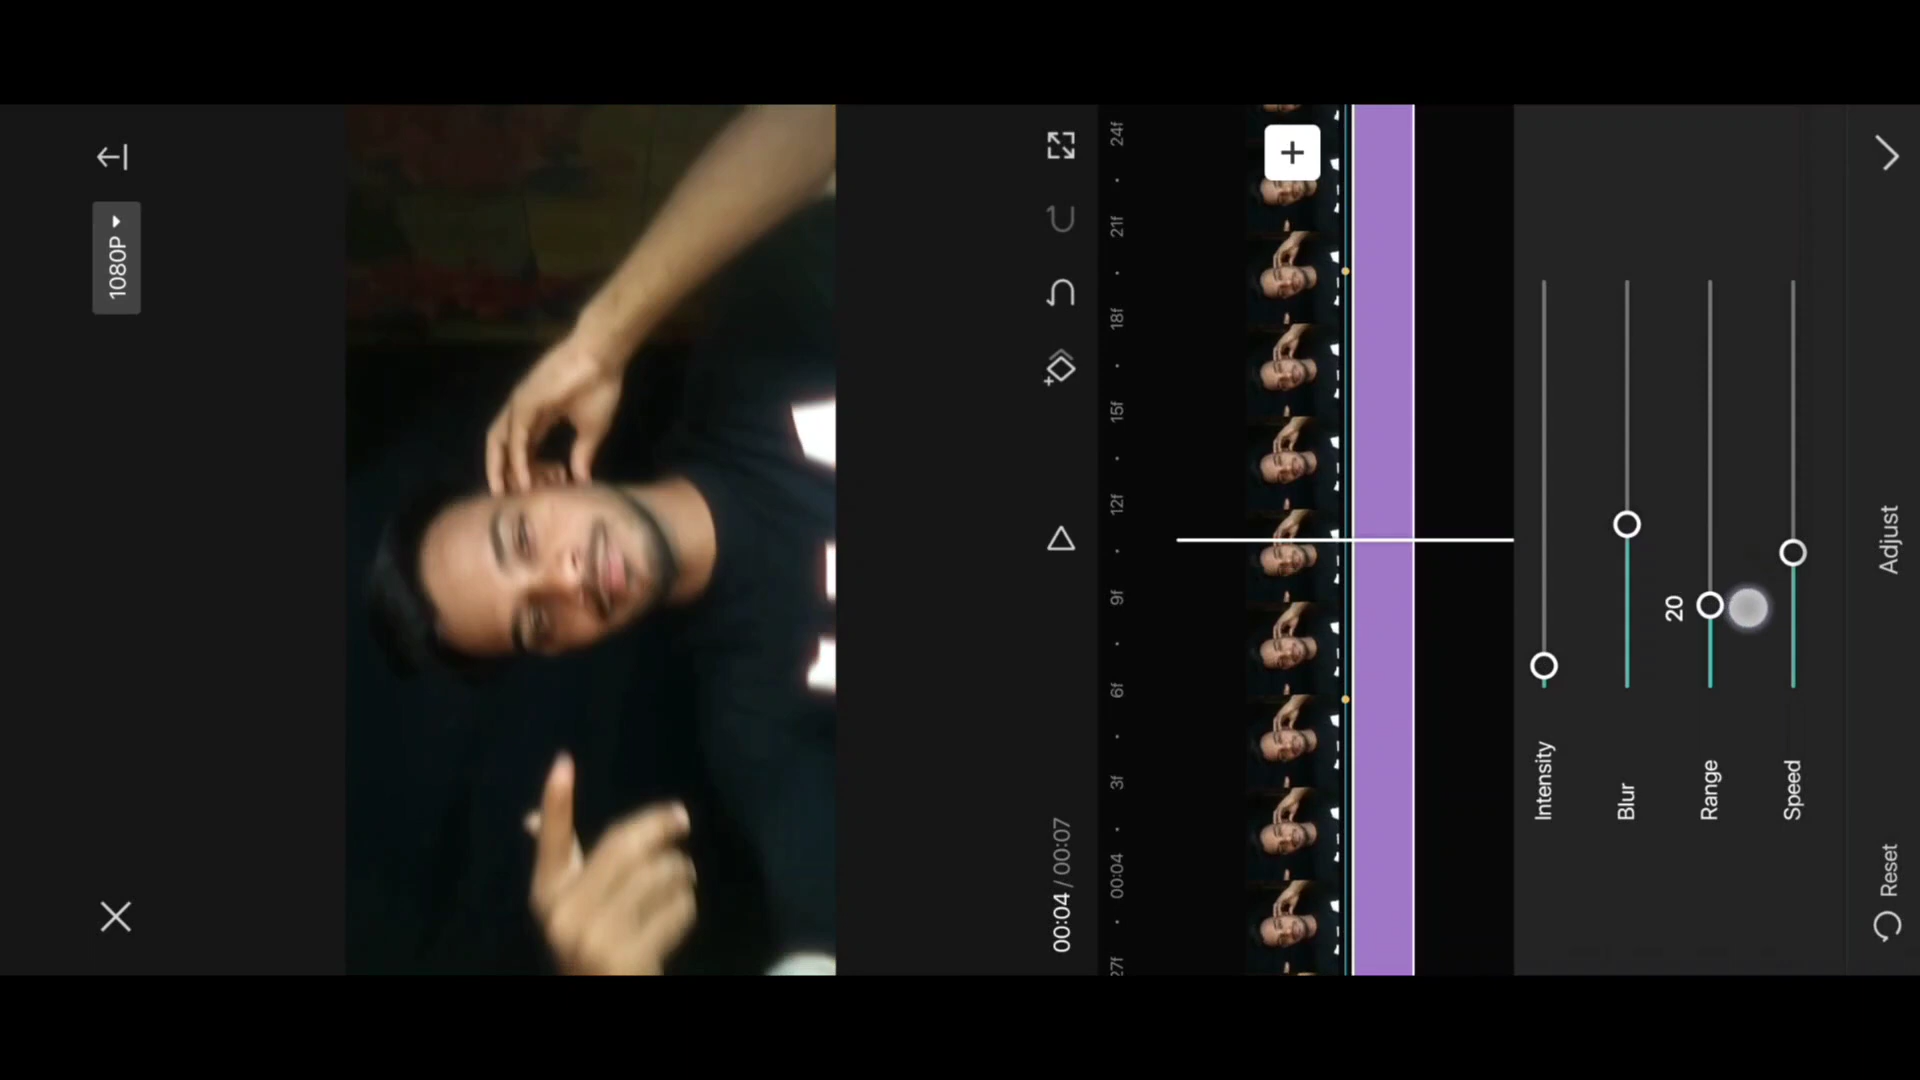 1080P
00:04 / 00:07
27f
00:04
3f
6f
9f
12f
15f
18f
21f
24f
Intensity
Blur
Range
20
Speed
Reset
Adjust